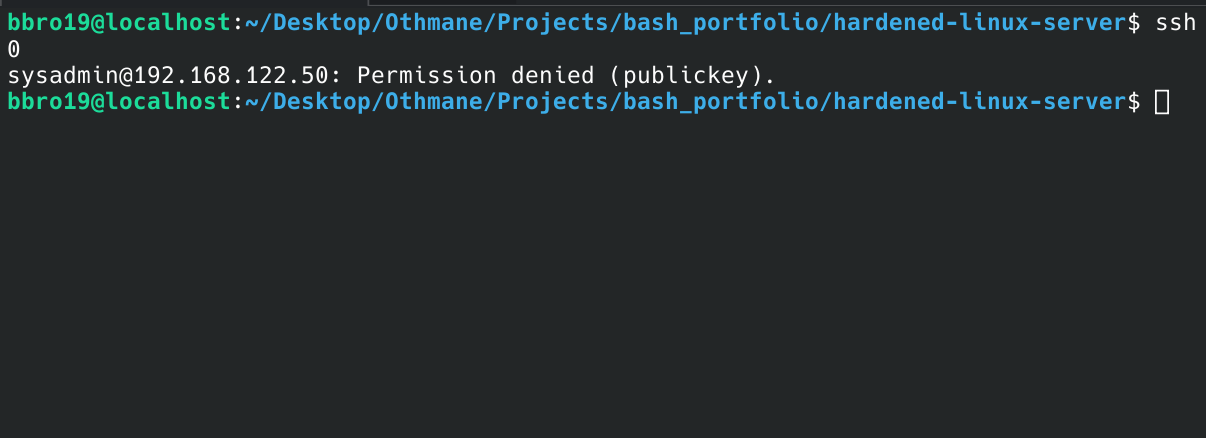 bbro19@localhost:~/Desktop/Othmane/Projects/bash_portfolio/hardened-linux-server$ ssh
0
sysadmin@192.168.122.50: Permission denied (publickey).
bbro19@localhost:~/Desktop/Othmane/Projects/bash_portfolio/hardened-linux-server$